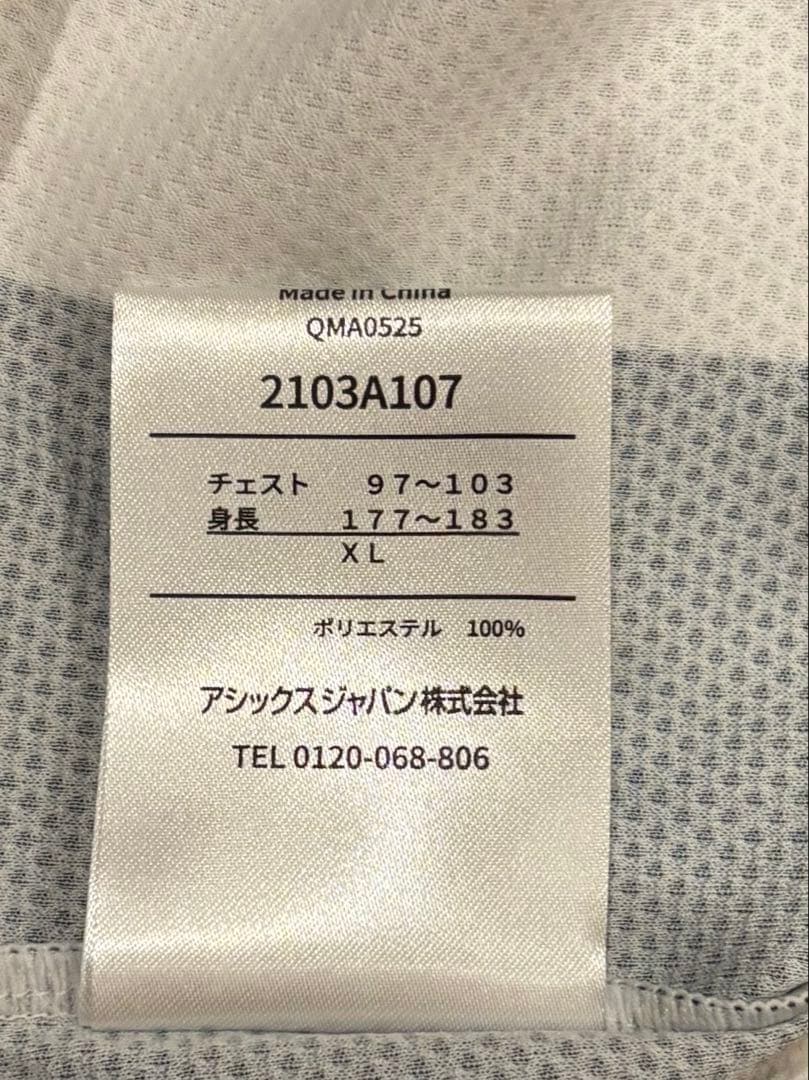 Made in China
QMA0525
2103A107
チェスト 97～103
身長 177～183
XL
ポリエステル 100%
アシックスジャパン株式会社
TEL 0120-068-806